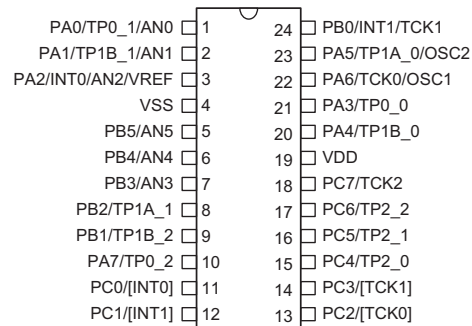 PA0/TP0_1/AN0 1 24 PB0/INT1/TCK1
PA1/TP1B_1/AN1 2 23 PA5/TP1A_0/OSC2
PA2/INT0/AN2/VREF 3 22 PA6/TCK0/OSC1
VSS 4 21 PA3/TP0_0
PB5/AN5 5 20 PA4/TP1B_0
PB4/AN4 6 19 VDD
PB3/AN3 7 18 PC7/TCK2
PB2/TP1A_1 8 17 PC6/TP2_2
PB1/TP1B_2 9 16 PC5/TP2_1
PA7/TP0_2 10 15 PC4/TP2_0
PC0/[INT0] 11 14 PC3/[TCK1]
PC1/[INT1] 12 13 PC2/[TCK0]